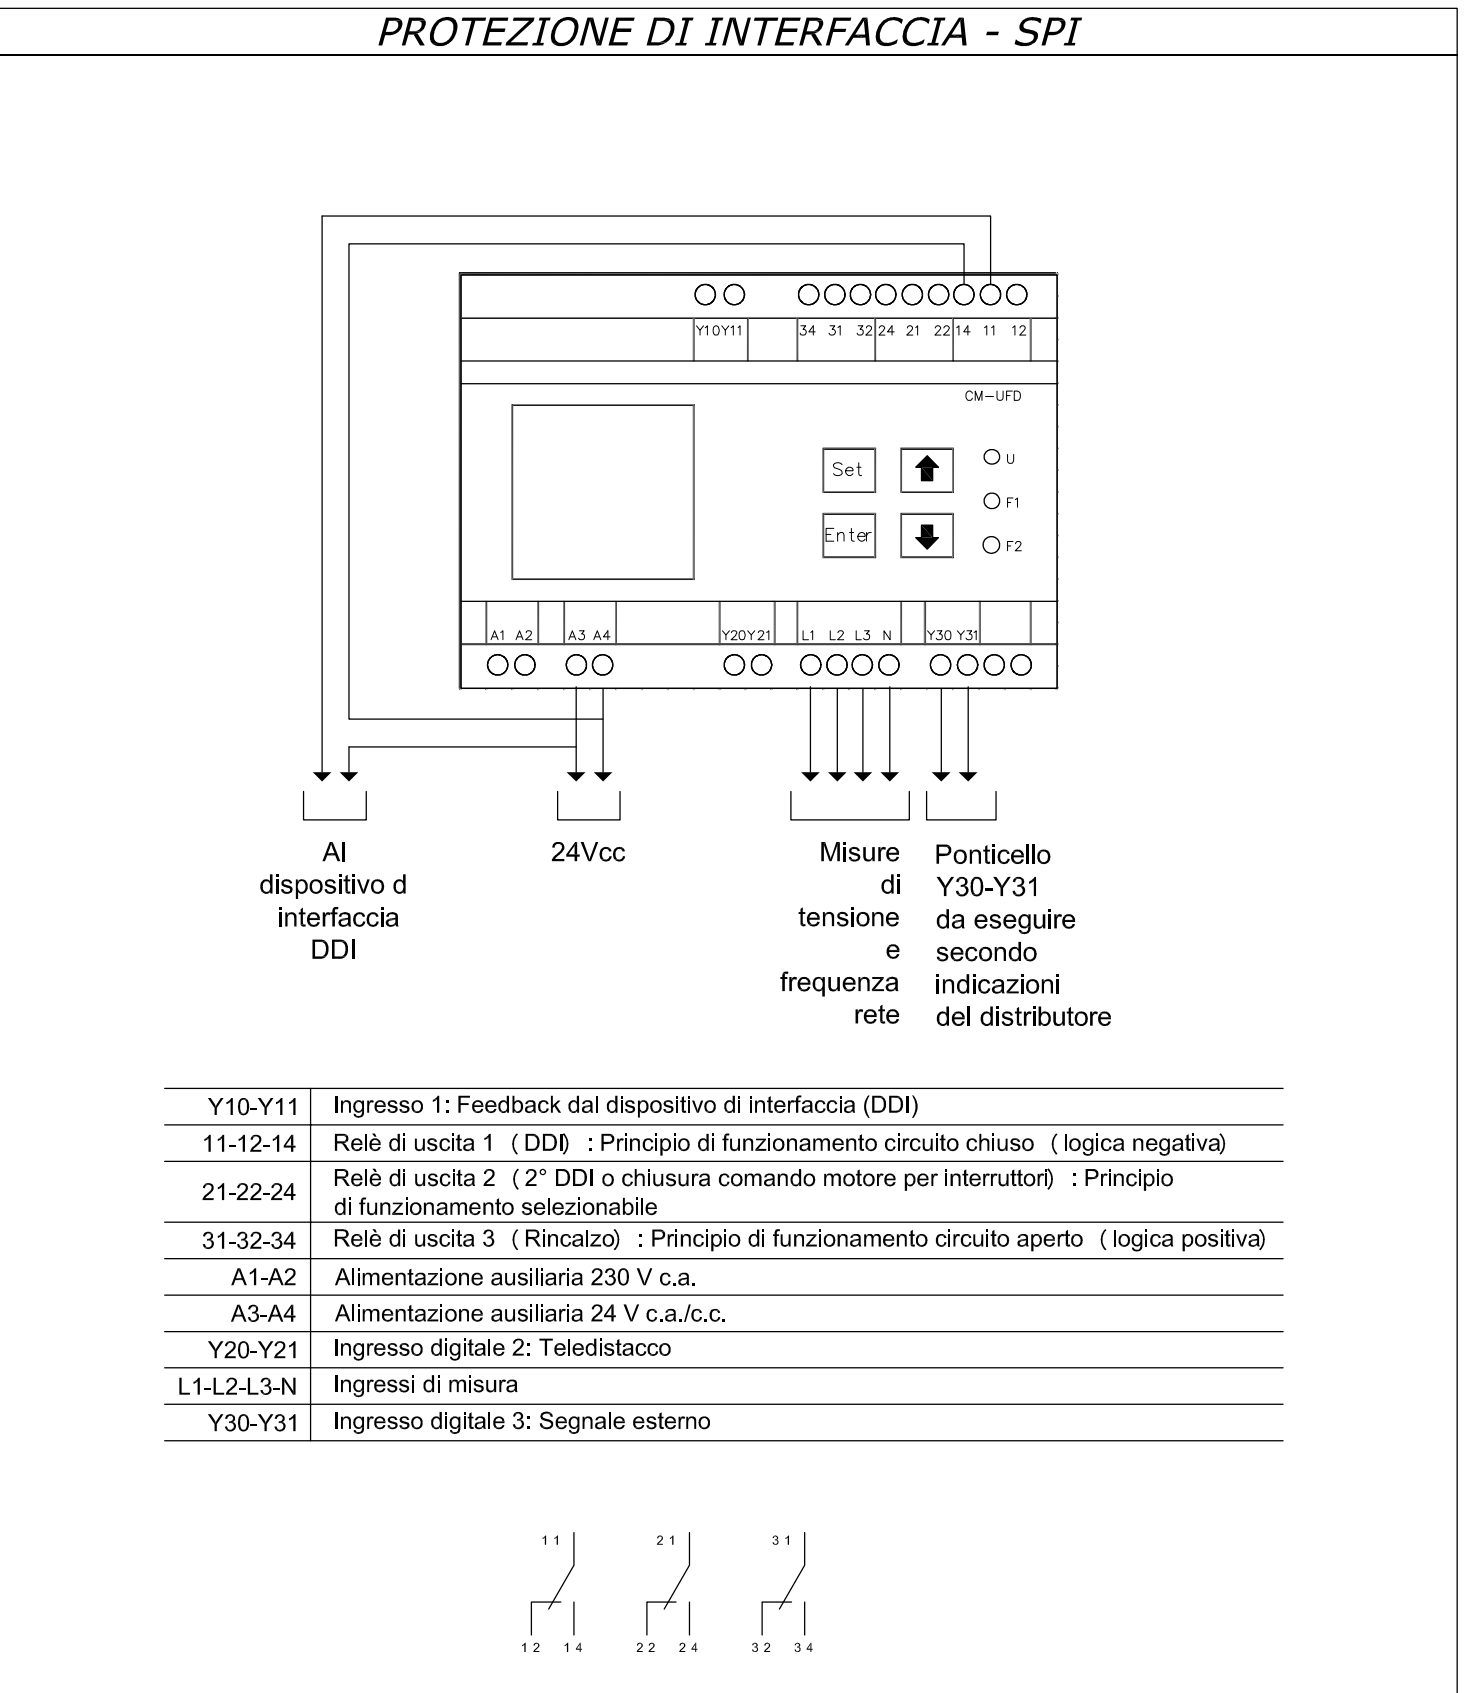 PROTEZIONE DI INTERFACCIA - SPI
Y10 Y11 34 31 32 24 21 22 14 11 12
CM-UFD
Set
U
F1
Enter
F2
A1 A2 A3 A4 Y20 Y21 L1 L2 L3 N Y30 Y31
Al
dispositivo d
interfaccia
DDI
24Vcc
Misure
di
tensione
e
frequenza
rete
Ponticello
Y30-Y31
da eseguire
secondo
indicazioni
del distributore
Y10-Y11 Ingresso 1: Feedback dal dispositivo di interfaccia (DDI)
11-12-14 Relè di uscita 1 (DDI) : Principio di funzionamento circuito chiuso (logica negativa)
21-22-24 Relè di uscita 2 (2° DDI o chiusura comando motore per interruttori) : Principio
di funzionamento selezionabile
31-32-34 Relè di uscita 3 (Rincalzo) : Principio di funzionamento circuito aperto (logica positiva)
A1-A2 Alimentazione ausiliaria 230 V c.a.
A3-A4 Alimentazione ausiliaria 24 V c.a./c.c.
Y20-Y21 Ingresso digitale 2: Teledistacco
L1-L2-L3-N Ingressi di misura
Y30-Y31 Ingresso digitale 3: Segnale esterno
11 21 31
12 14 22 24 32 34